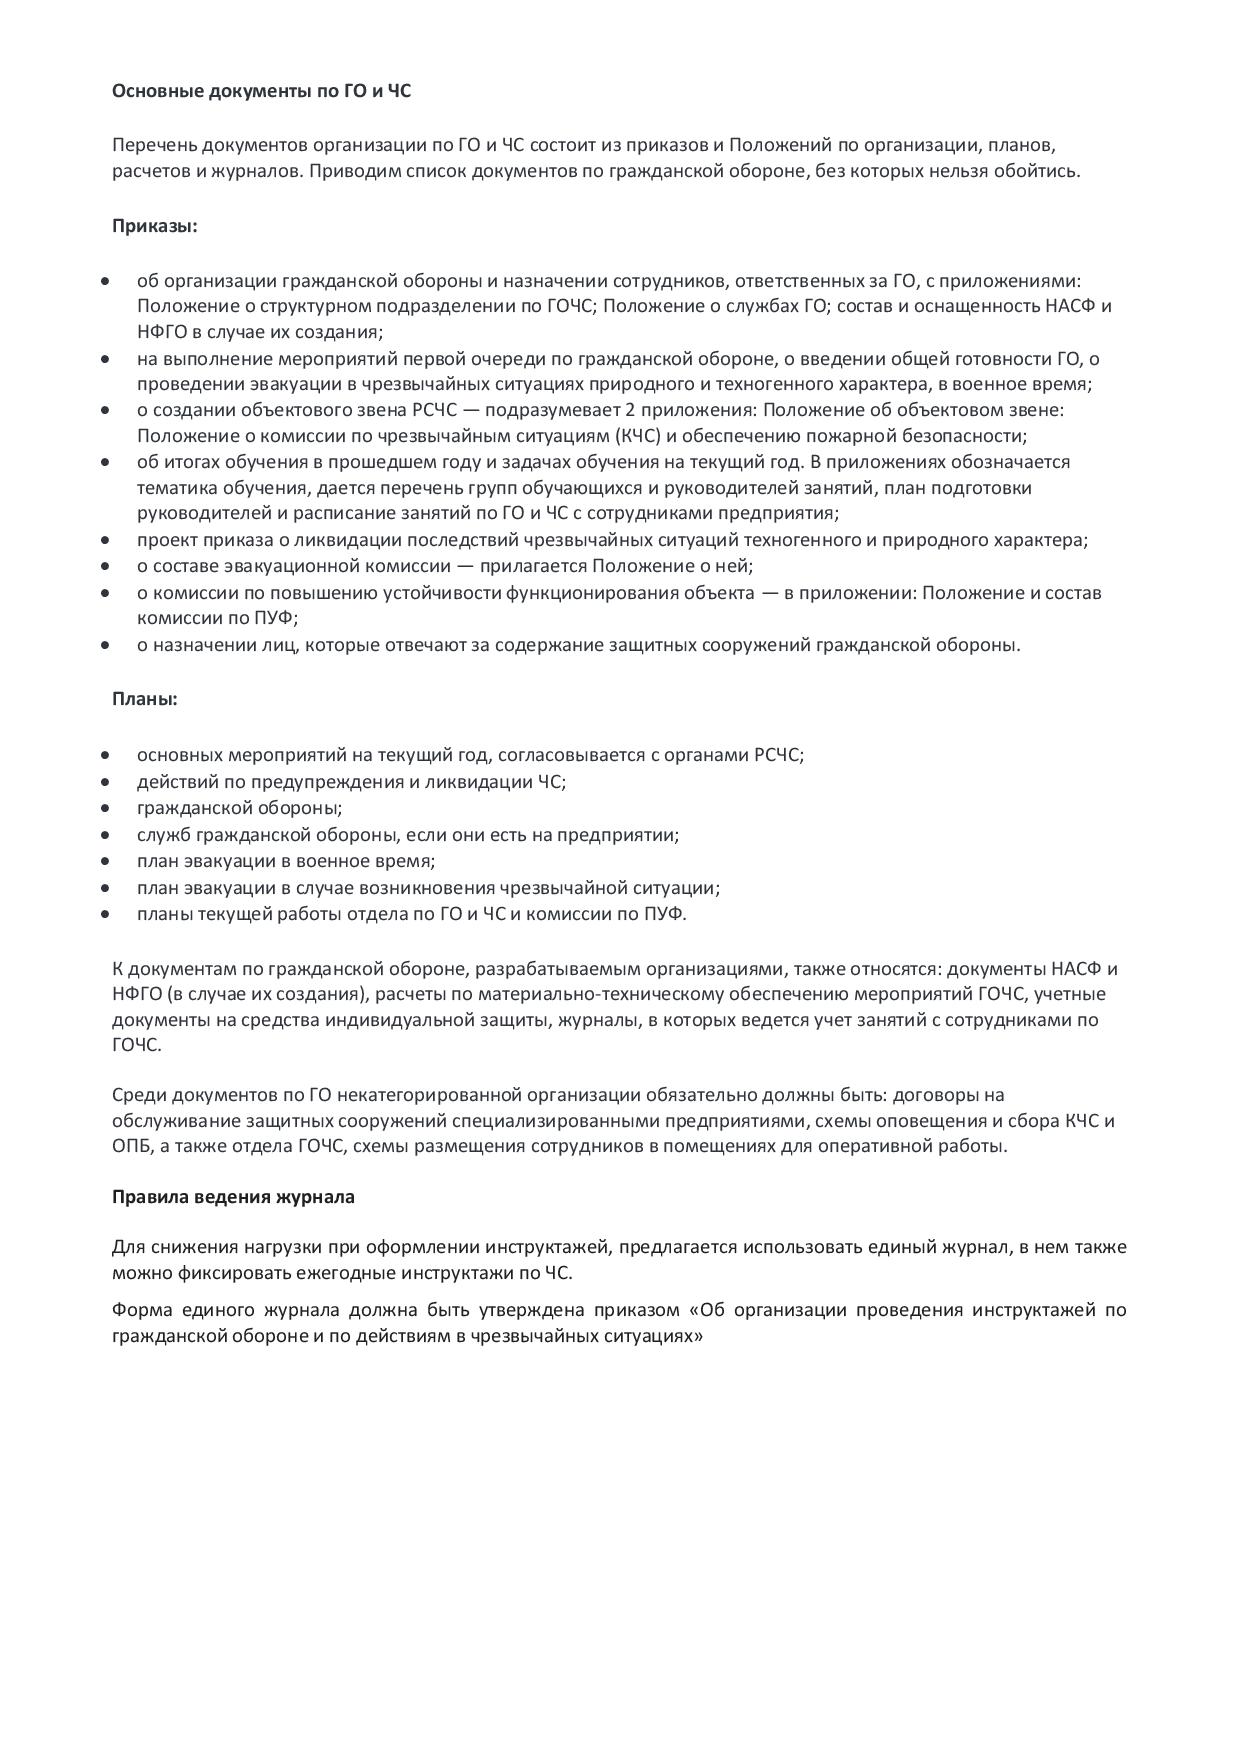 Основные документы по ГО и ЧС
Перечень документов организации по ГО и ЧС состоит из приказов и Положений по организации, планов,
расчетов и журналов. Приводим список документов по гражданской обороне, без которых нельзя обойтись.
Приказы:
• об организации гражданской обороны и назначении сотрудников, ответственных за ГО, с приложениями:
Положение о структурном подразделении по ГОЧС; Положение о службах ГО; состав и оснащенность НАСФ и
НФГО в случае их создания;
• на выполнение мероприятий первой очереди по гражданской обороне, о введении общей готовности ГО, о
проведении эвакуации в чрезвычайных ситуациях природного и техногенного характера, в военное время;
• о создании объектового звена РСЧС — подразумевает 2 приложения: Положение об объектовом звене:
Положение о комиссии по чрезвычайным ситуациям (КЧС) и обеспечению пожарной безопасности;
• об итогах обучения в прошедшем году и задачах обучения на текущий год. В приложениях обозначается
тематика обучения, дается перечень групп обучающихся и руководителей занятий, план подготовки
руководителей и расписание занятий по ГО и ЧС с сотрудниками предприятия;
• проект приказа о ликвидации последствий чрезвычайных ситуаций техногенного и природного характера;
• о составе эвакуационной комиссии — прилагается Положение о ней;
• о комиссии по повышению устойчивости функционирования объекта — в приложении: Положение и состав
комиссии по ПУФ;
• о назначении лиц, которые отвечают за содержание защитных сооружений гражданской обороны.
Планы:
• основных мероприятий на текущий год, согласовывается с органами РСЧС;
• действий по предупреждения и ликвидации ЧС;
• гражданской обороны;
• служб гражданской обороны, если они есть на предприятии;
• план эвакуации в военное время;
• план эвакуации в случае возникновения чрезвычайной ситуации;
• планы текущей работы отдела по ГО и ЧС и комиссии по ПУФ.
К документам по гражданской обороне, разрабатываемым организациями, также относятся: документы НАСФ и
НФГО (в случае их создания), расчеты по материально-техническому обеспечению мероприятий ГОЧС, учетные
документы на средства индивидуальной защиты, журналы, в которых ведется учет занятий с сотрудниками по
ГОЧС.
Среди документов по ГО некатегорированной организации обязательно должны быть: договоры на
обслуживание защитных сооружений специализированными предприятиями, схемы оповещения и сбора КЧС и
ОПБ, а также отдела ГОЧС, схемы размещения сотрудников в помещениях для оперативной работы.
Правила ведения журнала
Для снижения нагрузки при оформлении инструктажей, предлагается использовать единый журнал, в нем также
можно фиксировать ежегодные инструктажи по ЧС.
Форма единого журнала должна быть утверждена приказом «Об организации проведения инструктажей по
гражданской обороне и по действиям в чрезвычайных ситуациях»